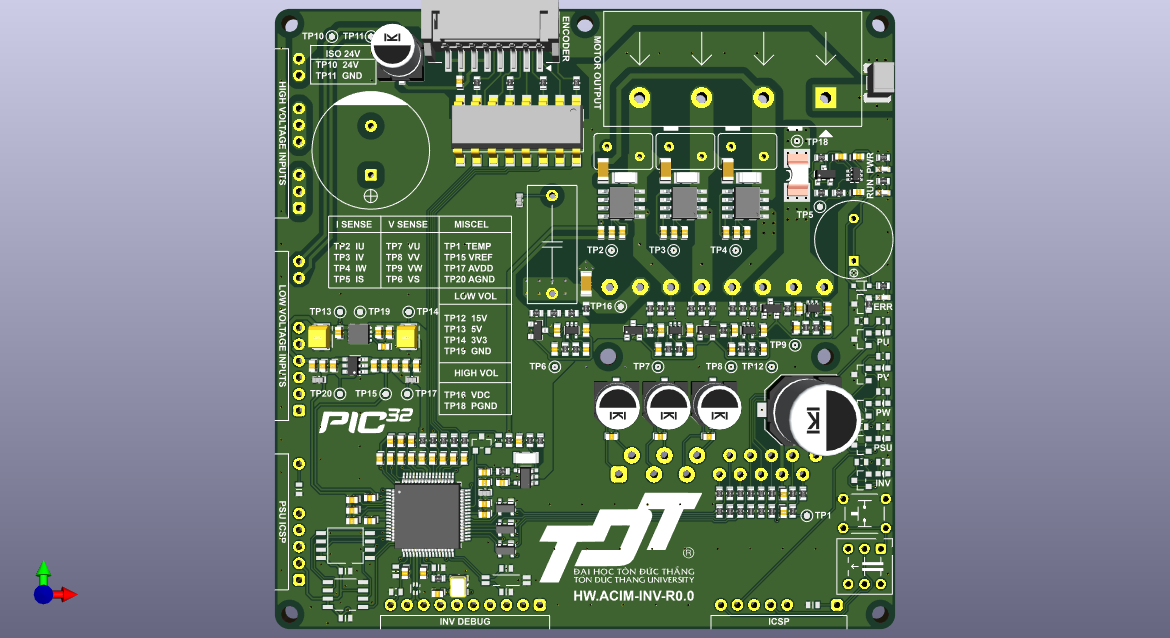 TP10 TP11
ISO 24V
TP10 24V
TP11 GND
ENCODER
MOTOR OUTPUT
HIGH VOLTAGE INPUTS
TP18
RUN PWR
TP5
I SENSE V SENSE MISCEL
TP2 IU TP7 VU TP1 TEMP
TP3 IV TP8 VV TP15 VREF
TP4 IW TP9 VW TP17 AVDD
TP5 IS TP6 VS TP20 AGND
LOW VOL
TP12 15V
TP13 5V
TP14 3V3
TP19 GND
HIGH VOL
TP16 VDC
TP18 PGND
TP2 TP3 TP4
TP16
LOW VOLTAGE INPUTS
TP13 TP19 TP14
TP20 TP15 TP17
TP9
TP6 TP7 TP8 TP12
ERR
PU
PV
PW
PSU
INV
PIC32
PSU ICSP
TP1
TDT
®
ĐẠI HỌC TÔN ĐỨC THẮNG
TON DUC THANG UNIVERSITY
HW.ACIM-INV-R0.0
INV DEBUG
ICSP